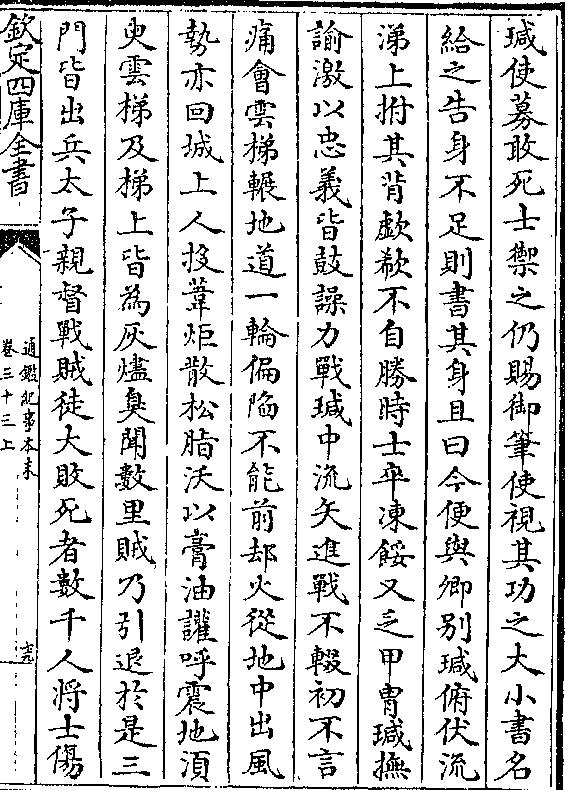 瑊使募敢死士禦之仍賜御筆使視其功之大小書名
給之告身不足則書其身且曰今便與卿别瑊俯伏流
涕上拊其背歔欷不自勝時士卒凍餒又乏甲冑瑊撫
諭激以忠義皆鼓譟力戰瑊中流矢進戰不輟初不言
痛會雲梯輾地道一輪偏陷不能前却火從地中出風
勢亦回城上人投葦炬散松脂沃以膏油讙呼震地湏
臾雲梯及梯上皆為灰燼臭聞數里賊乃引退於是三
門皆出兵太子親督戰賊徒大敗死者數千人將士傷
欽定四庫全書
通鑑紀事本末
卷三十三上
十九